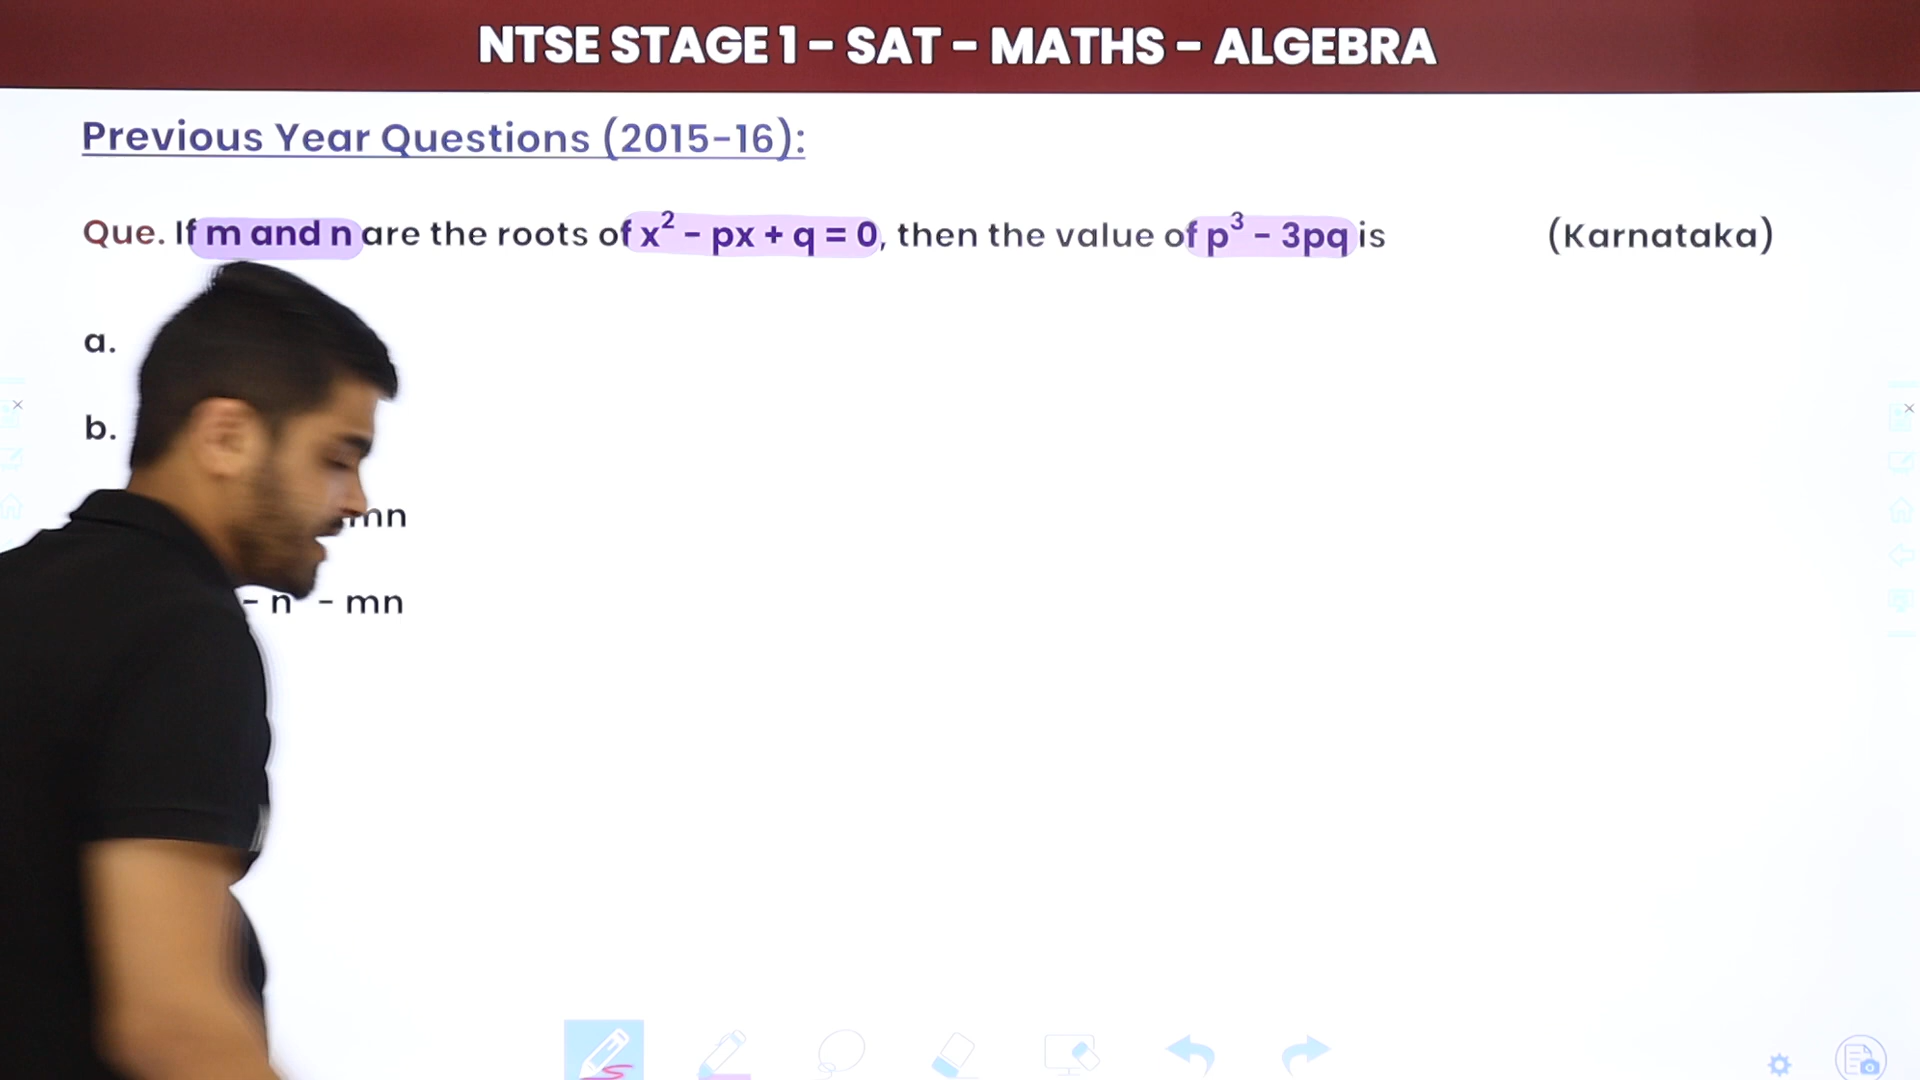 NTSE STAGE 1 - SAT - MATHS - ALGEBRA
Previous Year Questions (2015-16):
Que. If m and n are the roots of x² - px + q = 0, then the value of p³ - 3pq is (Karnataka)
a.
b.
mn
- n - mn